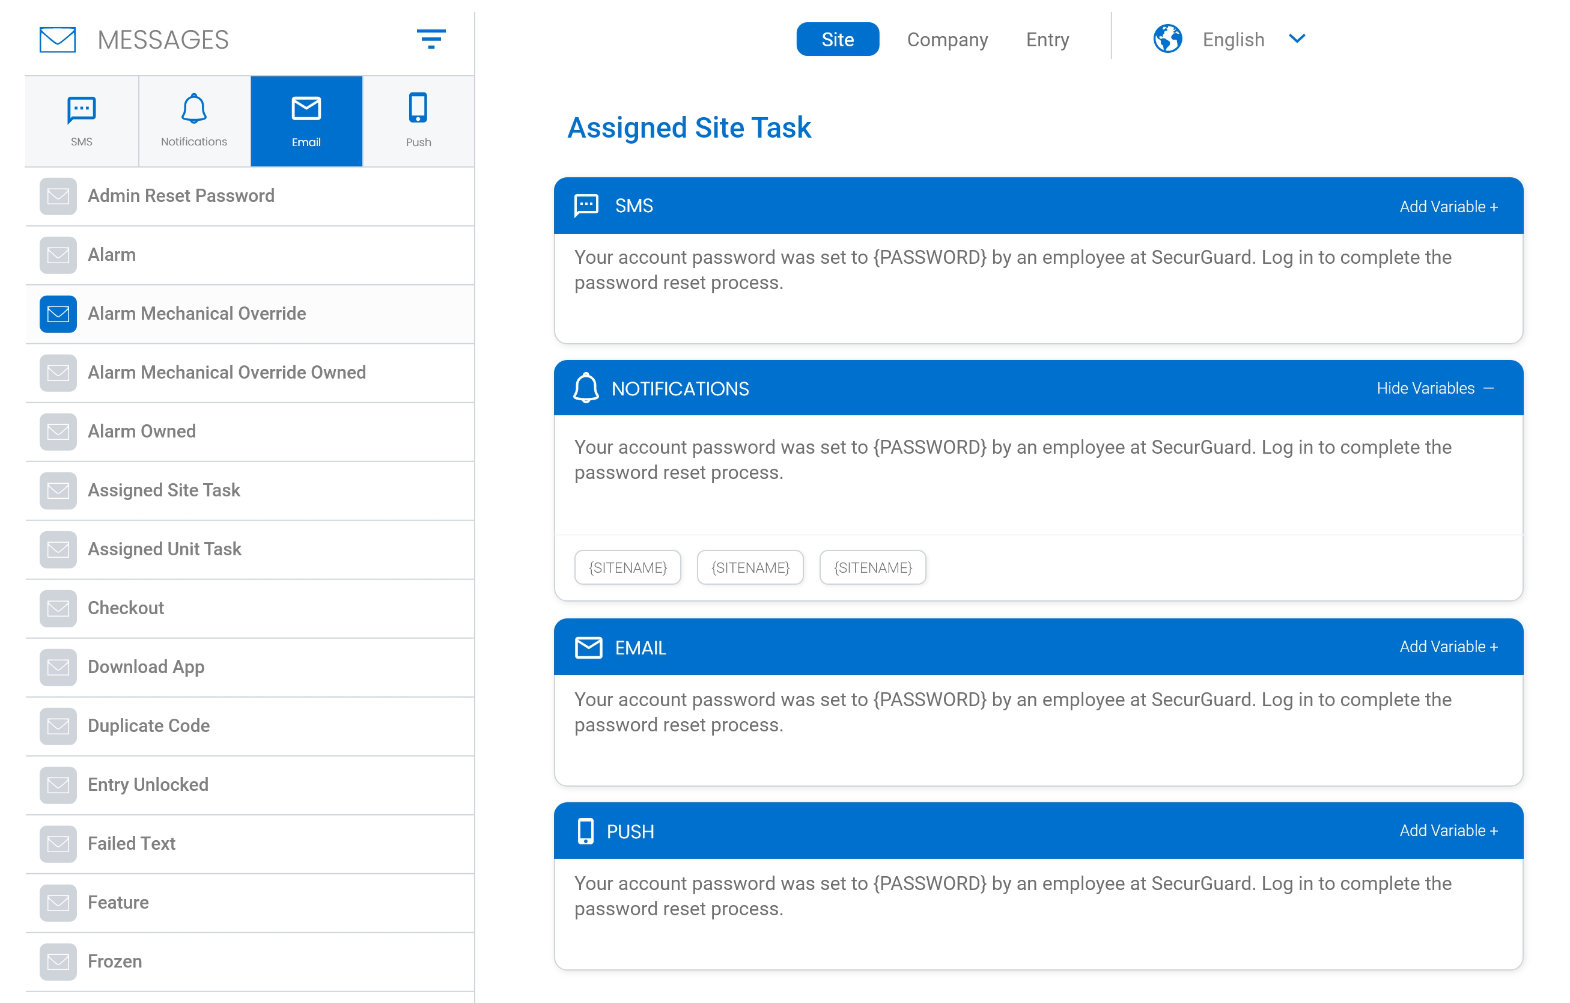 MESSAGES
Site
Company
Entry
English
SMS
Notifications
Email
Push
Admin Reset Password
Alarm
Alarm Mechanical Override
Alarm Mechanical Override Owned
Alarm Owned
Assigned Site Task
Assigned Unit Task
Checkout
Download App
Duplicate Code
Entry Unlocked
Failed Text
Feature
Frozen
Assigned Site Task
SMS
Add Variable +
Your account password was set to {PASSWORD} by an employee at SecurGuard. Log in to complete the
password reset process.
NOTIFICATIONS
Hide Variables −
Your account password was set to {PASSWORD} by an employee at SecurGuard. Log in to complete the
password reset process.
{SITENAME}
{SITENAME}
{SITENAME}
EMAIL
Add Variable +
Your account password was set to {PASSWORD} by an employee at SecurGuard. Log in to complete the
password reset process.
PUSH
Add Variable +
Your account password was set to {PASSWORD} by an employee at SecurGuard. Log in to complete the
password reset process.